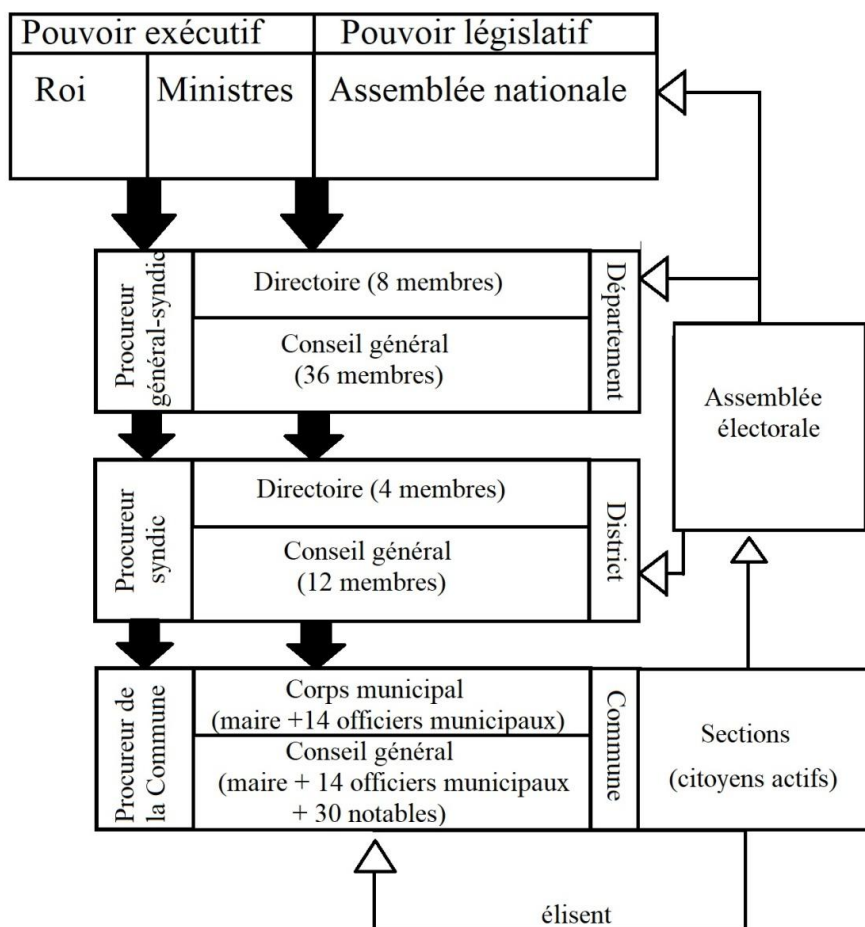 Pouvoir exécutif
Pouvoir législatif
Roi
Ministres
Assemblée nationale
Procureur
général-syndic
Directoire (8 membres)
Conseil général
(36 membres)
Département
Assemblée
électorale
Procureur
syndic
Directoire (4 membres)
Conseil général
(12 membres)
District
Procureur de
la Commune
Corps municipal
(maire +14 officiers municipaux)
Conseil général
(maire + 14 officiers municipaux
+ 30 notables)
Commune
Sections
(citoyens actifs)
élisent